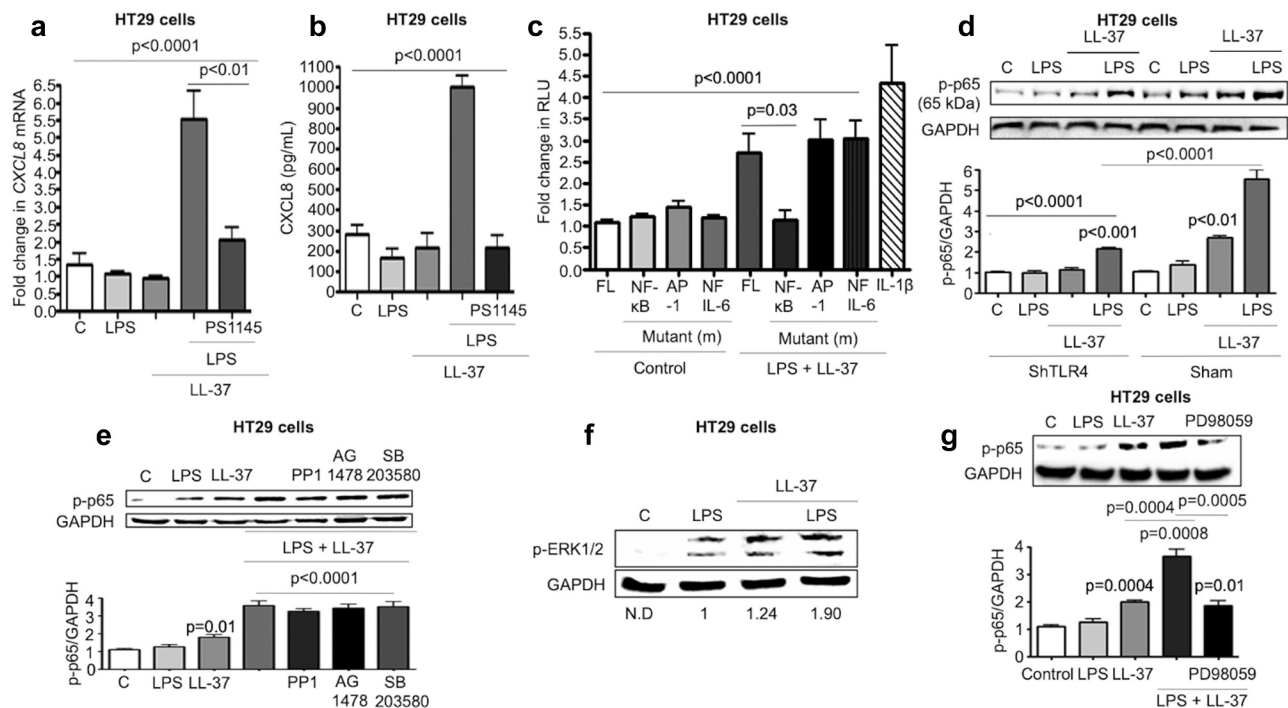 a
HT29 cells
p<0.0001
p<0.01
Fold change in CXCL8 mRNA
6.5
6.0
5.5
5.0
4.5
4.0
3.5
3.0
2.5
2.0
1.5
1.0
0.5
0.0
C LPS PS1145
LPS
LL-37
b
HT29 cells
p<0.0001
CXCL8 (pg/mL)
1100
1000
900
800
700
600
500
400
300
200
100
0
C LPS PS1145
LPS
LL-37
c
HT29 cells
p<0.0001
p=0.03
Fold change in RLU
5.5
5.0
4.5
4.0
3.5
3.0
2.5
2.0
1.5
1.0
0.5
0.0
FL NF-κB AP-1 NF IL-6 FL NF-κB AP-1 NF IL-6 IL-1β
Mutant (m) Mutant (m)
Control LPS + LL-37
d
HT29 cells
LL-37 LL-37
C LPS LPS C LPS LPS
p-p65
(65 kDa)
GAPDH
p<0.0001
p<0.0001
p<0.001
p<0.01
p-p65/GAPDH
6
4
2
0
C LPS LPS C LPS LPS
LL-37 LL-37
ShTLR4 Sham
e
HT29 cells
C LPS LL-37 PP1 AG 1478 SB 203580
p-p65
GAPDH
LPS + LL-37
p<0.0001
p=0.01
p-p65/GAPDH
4
3
2
1
0
C LPS LL-37 PP1 AG 1478 SB 203580
f
HT29 cells
LL-37
C LPS LPS
p-ERK1/2
GAPDH
N.D 1 1.24 1.90
g
HT29 cells
C LPS LL-37 PD98059
p-p65
GAPDH
p=0.0005
p=0.0004
p=0.0008
p=0.0004
p=0.01
p-p65/GAPDH
4
3
2
1
0
Control LPS LL-37 PD98059
LPS + LL-37